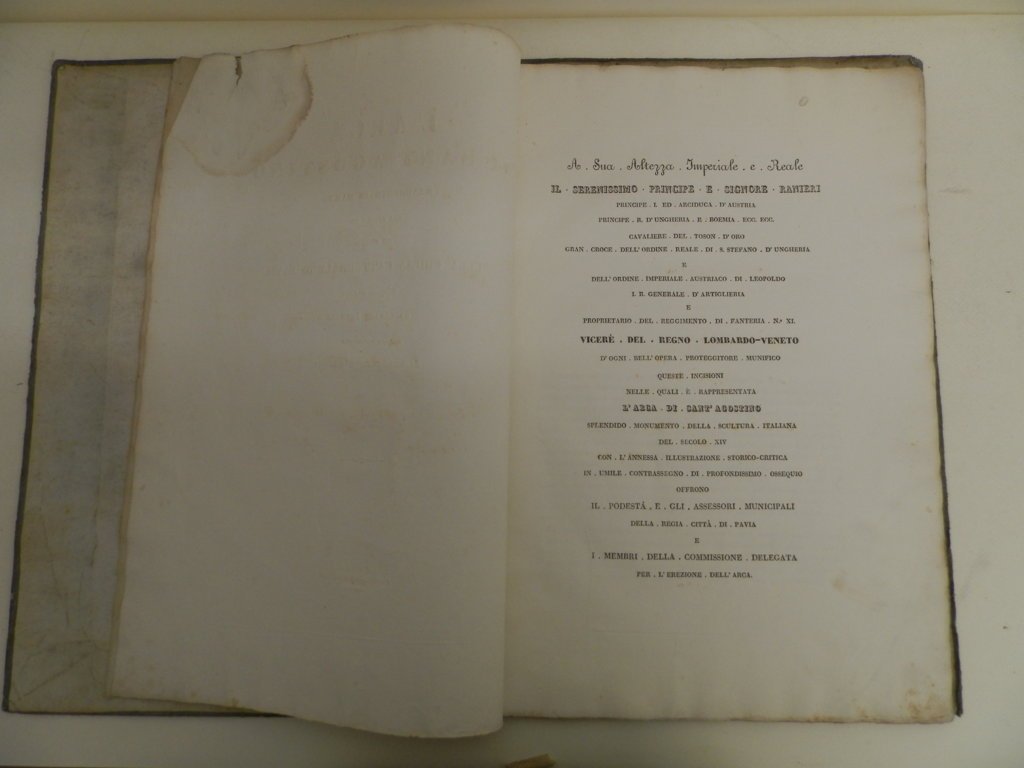 A . Sua . Altezza . Imperiale . e . Reale
IL · SERENISSIMO · PRINCIPE · E · SIGNORE · RANIERI
PRINCIPE . I. ED . ARCIDUCA . D'AUSTRIA
PRINCIPE . R. D'UNGHERIA . E . BOEMIA . ECC. ECC.
CAVALIERE . DEL . TOSON . D'ORO
GRAN . CROCE . DELL'ORDINE . REALE . DI . S. STEFANO . D'UNGHERIA
E
DELL'ORDINE . IMPERIALE . AUSTRIACO . DI . LEOPOLDO
I. R. GENERALE . D'ARTIGLIERIA
E
PROPRIETARIO . DEL . REGGIMENTO . DI . FANTERIA . N.º XI.
VICERÈ . DEL . REGNO . LOMBARDO-VENETO
D'OGNI . BELL'OPERA . PROTEGGITORE . MUNIFICO
QUESTE . INCISIONI
NELLE . QUALI . È . RAPPRESENTATA
L'ARCA . DI . SANT'AGOSTINO
SPLENDIDO . MONUMENTO . DELLA . SCULTURA . ITALIANA
DEL . SECOLO . XIV
CON . L'ANNESSA . ILLUSTRAZIONE . STORICO-CRITICA
IN . UMILE . CONTRASSEGNO . DI . PROFONDISSIMO . OSSEQUIO
OFFRONO
IL . PODESTÁ . E . GLI . ASSESSORI . MUNICIPALI
DELLA . REGIA . CITTÀ . DI . PAVIA
E
I . MEMBRI . DELLA . COMMISSIONE . DELEGATA
PER . L'EREZIONE . DELL'ARCA.